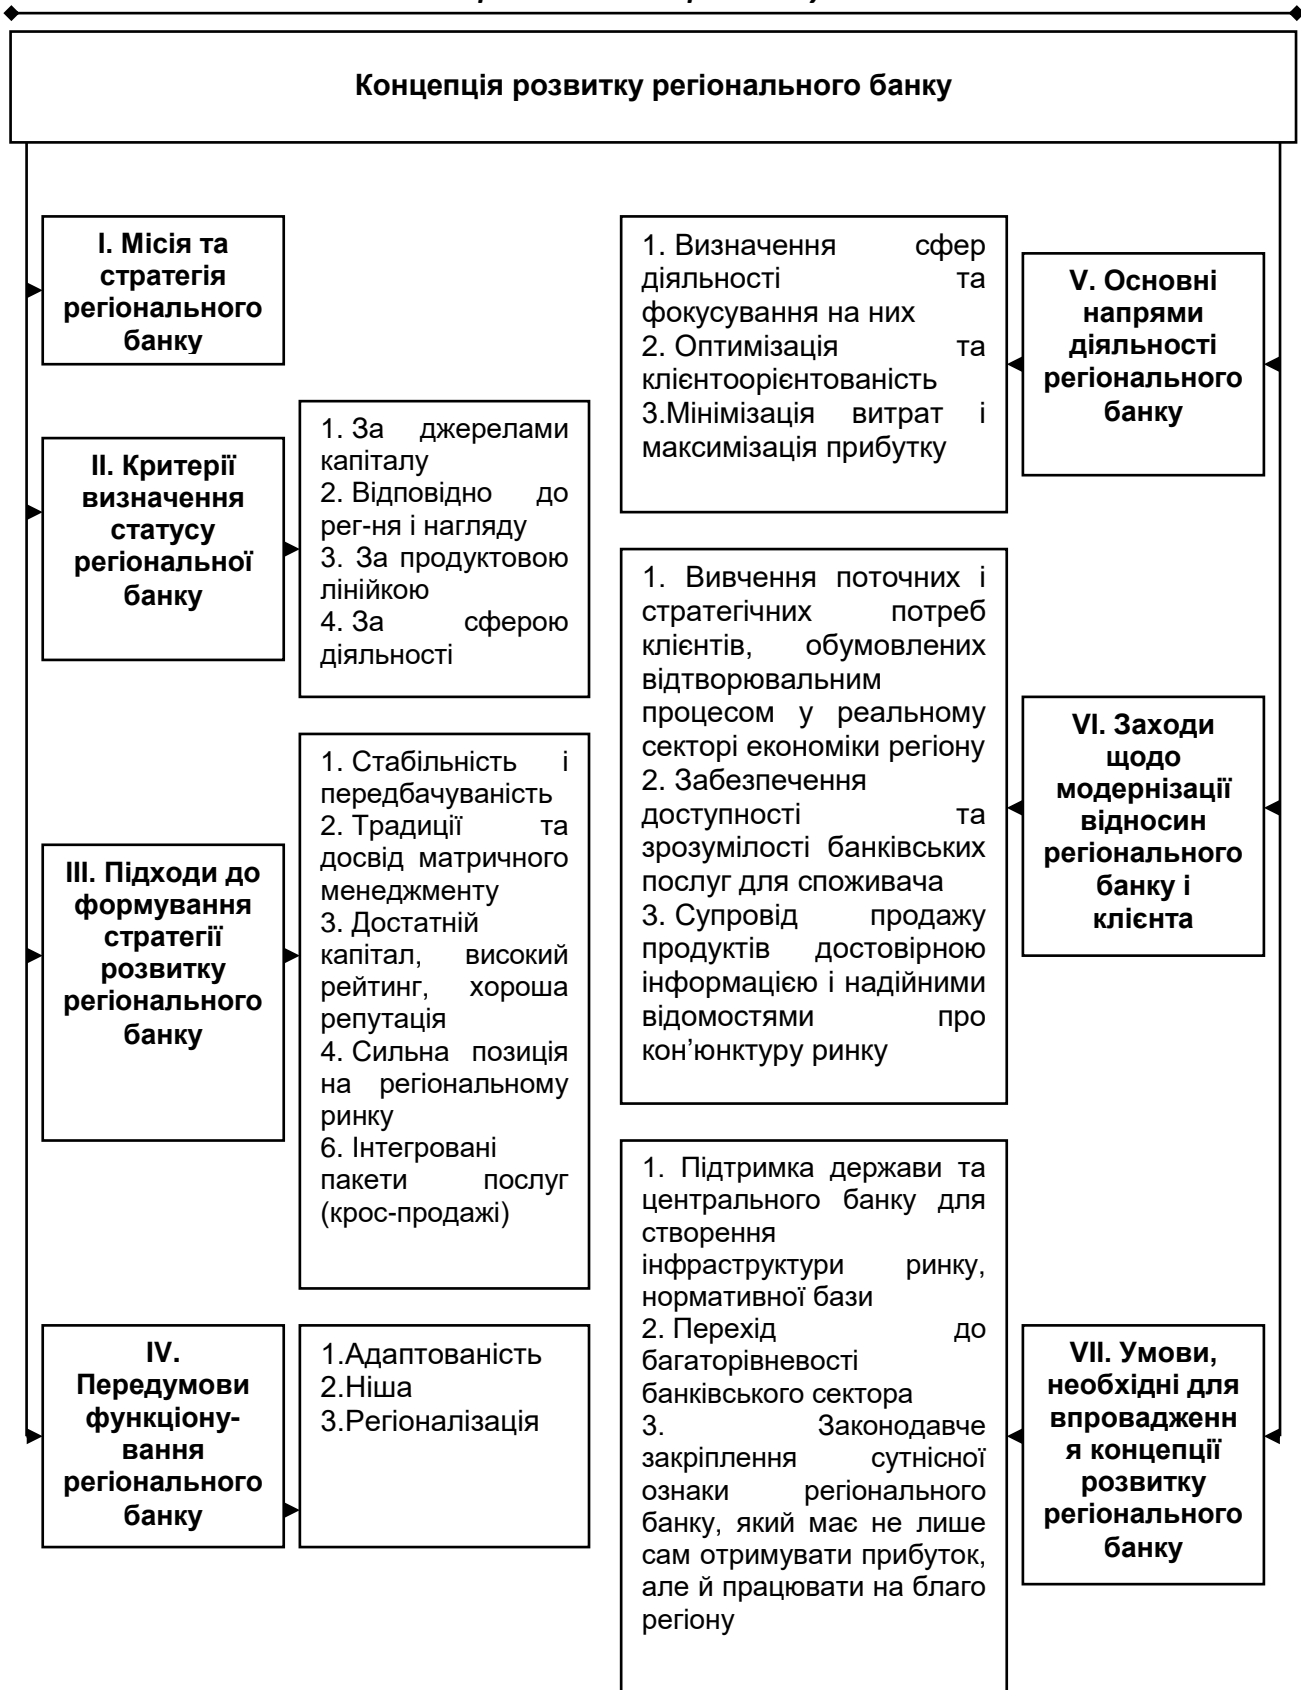 Концепція розвитку регіонального банку
І. Місія та
стратегія
регіонального
банку
ІІ. Критерії
визначення
статусу
регіональної
банку
1. За джерелами
капіталу
2. Відповідно до
рег-ня і нагляду
3. За продуктовою
лінійкою
4. За сферою
діяльності
ІІІ. Підходи до
формування
стратегії
розвитку
регіонального
банку
1. Стабільність і
передбачуваність
2. Традиції та
досвід матричного
менеджменту
3. Достатній
капітал, високий
рейтинг, хороша
репутація
4. Сильна позиція
на регіональному
ринку
6. Інтегровані
пакети послуг
(крос-продажі)
IV.
Передумови
функціону-
вання
регіонального
банку
1.Адаптованість
2.Ніша
3.Регіоналізація
1. Визначення сфер
діяльності та
фокусування на них
2. Оптимізація та
клієнтоорієнтованість
3.Мінімізація витрат і
максимізація прибутку
V. Основні
напрями
діяльності
регіонального
банку
1. Вивчення поточних і
стратегічних потреб
клієнтів, обумовлених
відтворювальним
процесом у реальному
секторі економіки регіону
2. Забезпечення
доступності та
зрозумілості банківських
послуг для споживача
3. Супровід продажу
продуктів достовірною
інформацією і надійними
відомостями про
кон’юнктуру ринку
VI. Заходи
щодо
модернізації
відносин
регіонального
банку і
клієнта
1. Підтримка держави та
центрального банку для
створення
інфраструктури ринку,
нормативної бази
2. Перехід до
багаторівневості
банківського сектора
3. Законодавче
закріплення сутнісної
ознаки регіонального
банку, який має не лише
сам отримувати прибуток,
але й працювати на благо
регіону
VII. Умови,
необхідні для
впровадженн
я концепції
розвитку
регіонального
банку